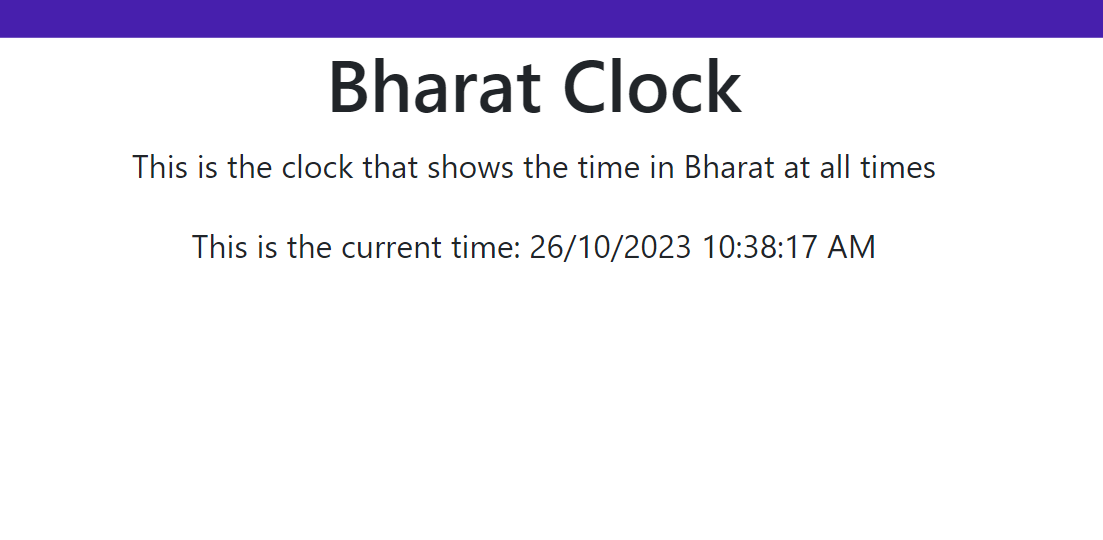 Bharat Clock
This is the clock that shows the time in Bharat at all times
This is the current time: 26/10/2023 10:38:17 AM